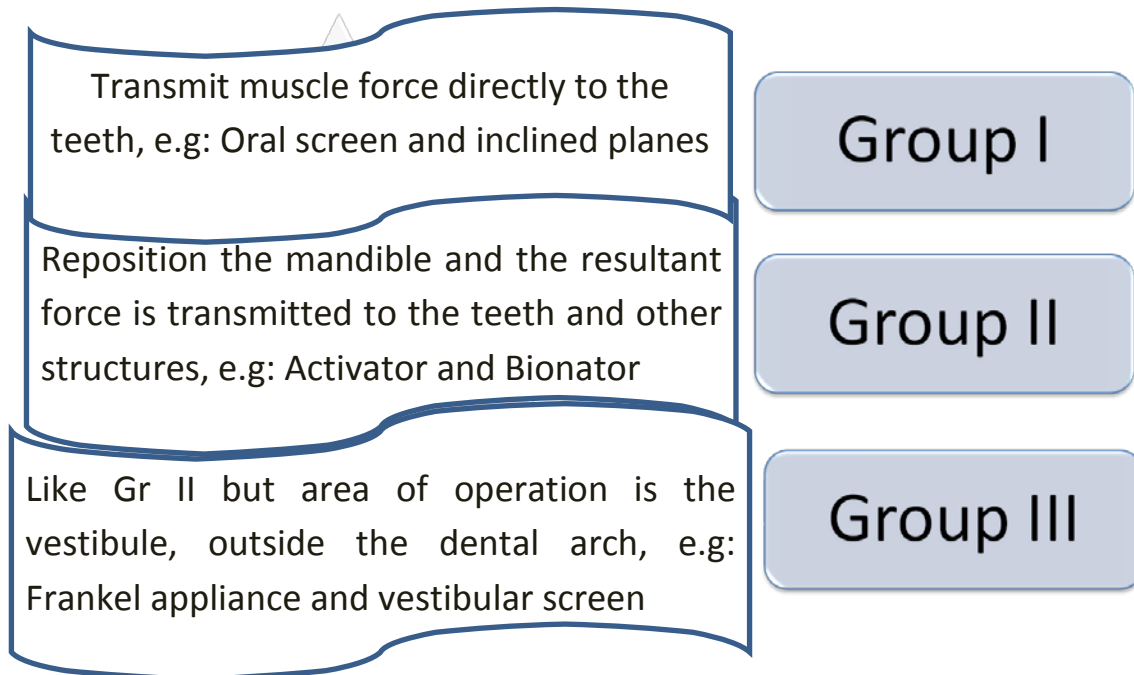 Transmit muscle force directly to the
teeth, e.g: Oral screen and inclined planes
Group I
Reposition the mandible and the resultant
force is transmitted to the teeth and other
structures, e.g: Activator and Bionator
Group II
Like Gr II but area of operation is the
vestibule, outside the dental arch, e.g:
Frankel appliance and vestibular screen
Group III